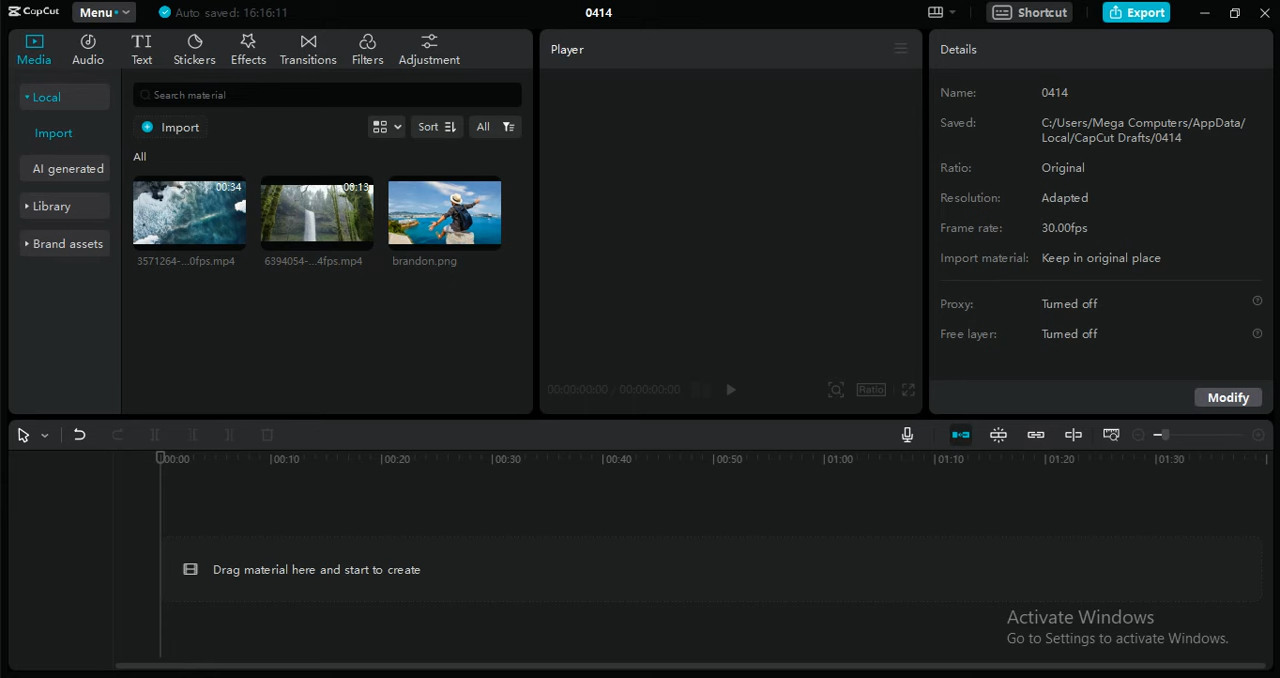 CapCut
Menu
Auto saved: 16:16:11
0414
Shortcut
Export
Media
Audio
TI
Text
Stickers
Effects
Transitions
Filters
Adjustment
Local
Import
AI generated
Library
Brand assets
Search material
Import
Sort
All
All
00:34
3571264-...0fps.mp4
00:13
6394054-...4fps.mp4
brandon.png
Player
00:00:00:00 / 00:00:00:00
Ratio
Details
Name: 0414
Saved: C:/Users/Mega Computers/AppData/
Local/CapCut Drafts/0414
Ratio: Original
Resolution: Adapted
Frame rate: 30.00fps
Import material: Keep in original place
Proxy: Turned off
Free layer: Turned off
Modify
00:00 00:10 00:20 00:30 00:40 00:50 01:00 01:10 01:20 01:30
Drag material here and start to create
Activate Windows
Go to Settings to activate Windows.